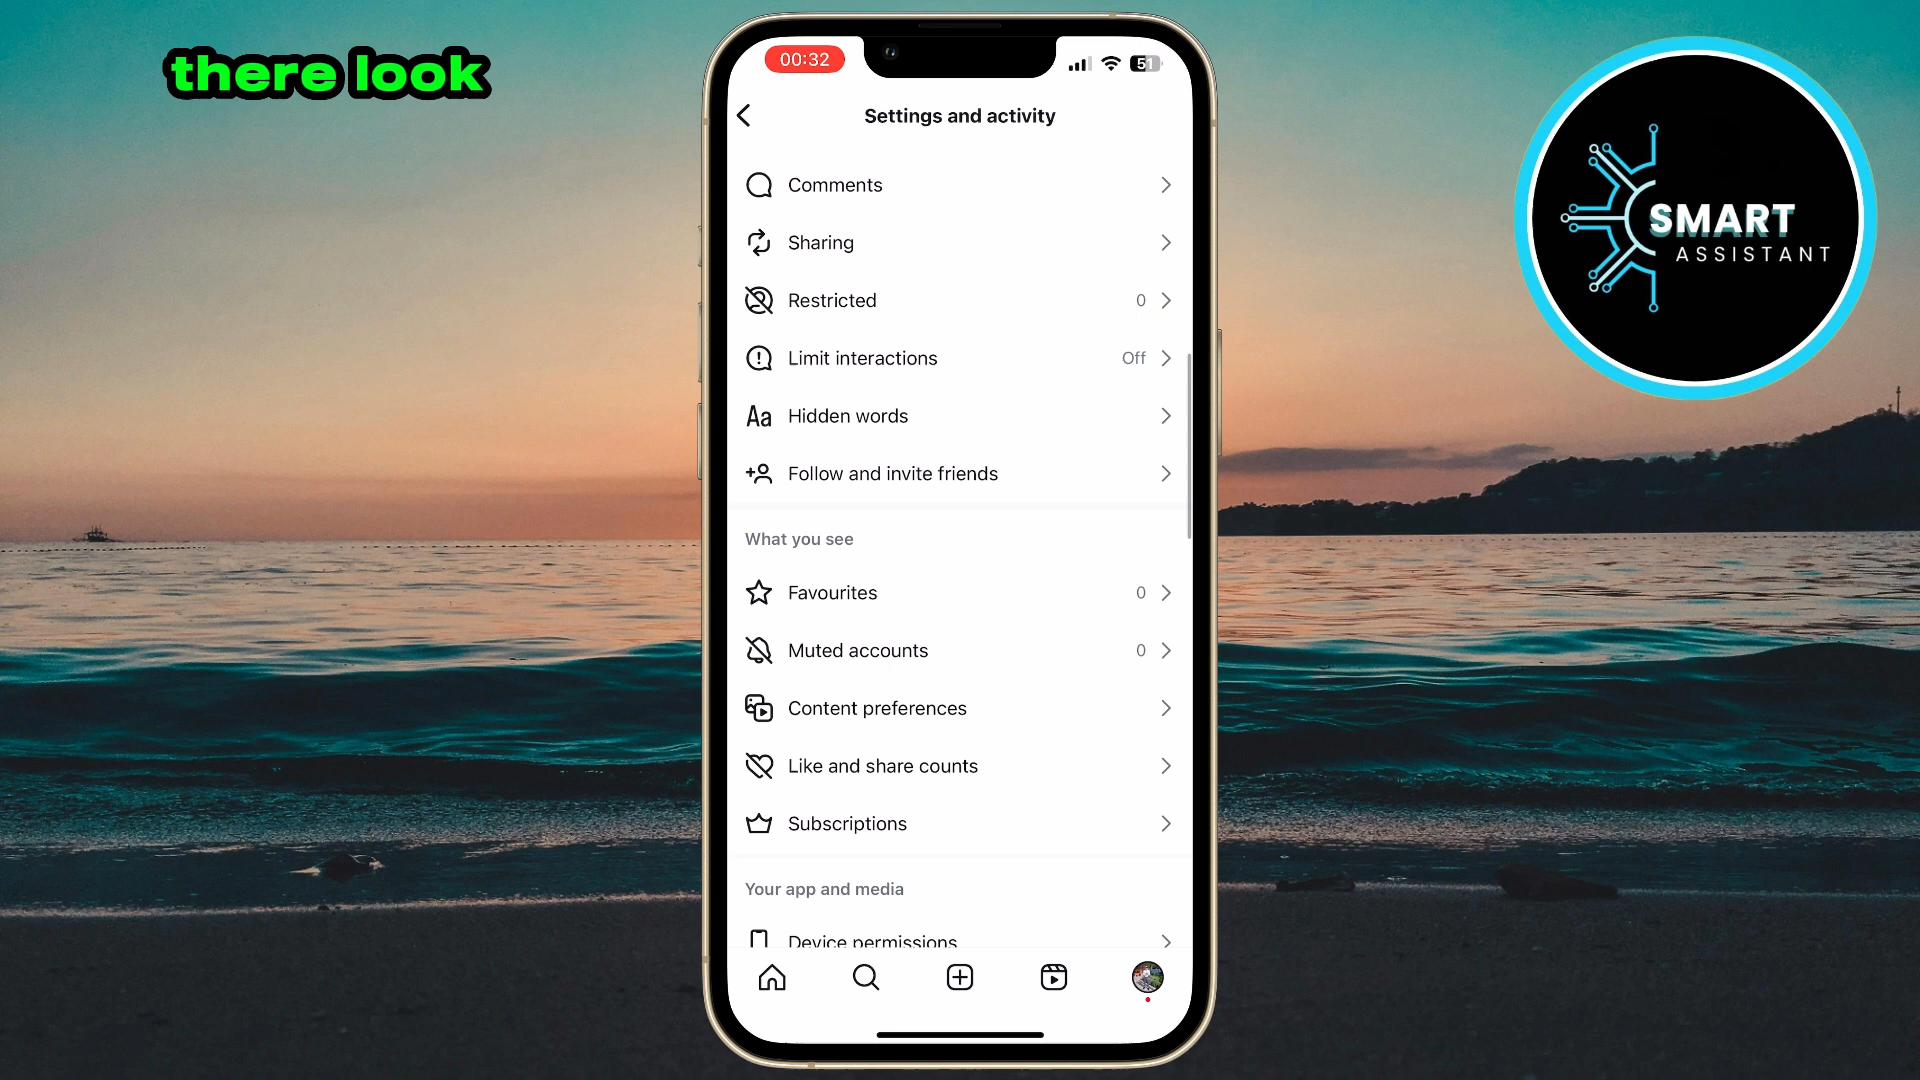 there look
00:32
51
Settings and activity
Comments
Sharing
Restricted 0
Limit interactions Off
Aa Hidden words
Follow and invite friends
What you see
Favourites 0
Muted accounts 0
Content preferences
Like and share counts
Subscriptions
Your app and media
Device permissions
SMART
ASSISTANT